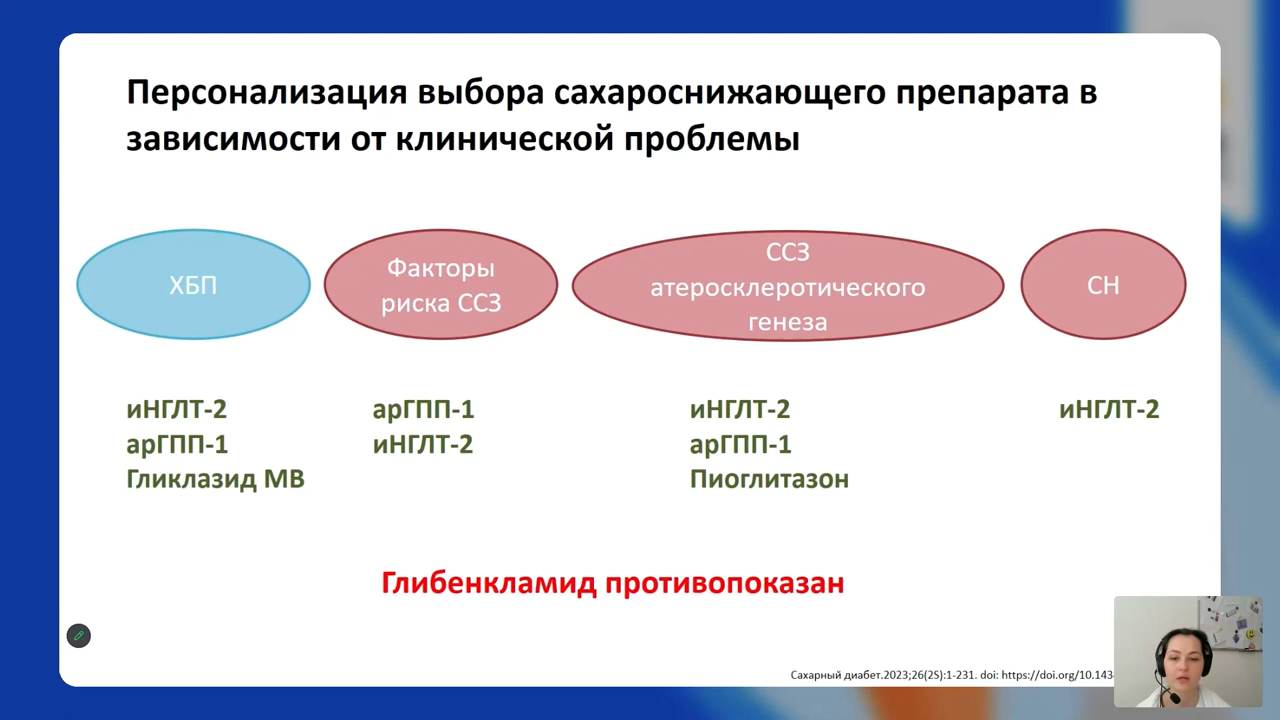 Персонализация выбора сахароснижающего препарата в
зависимости от клинической проблемы
ХБП
Факторы
риска ССЗ
ССЗ
атеросклеротического
генеза
СН
иНГЛТ-2
арГПП-1
Гликлазид МВ
арГПП-1
иНГЛТ-2
иНГЛТ-2
арГПП-1
Пиоглитазон
иНГЛТ-2
Глибенкламид противопоказан
Сахарный диабет.2023;26(2S):1-231. doi: https://doi.org/10.143